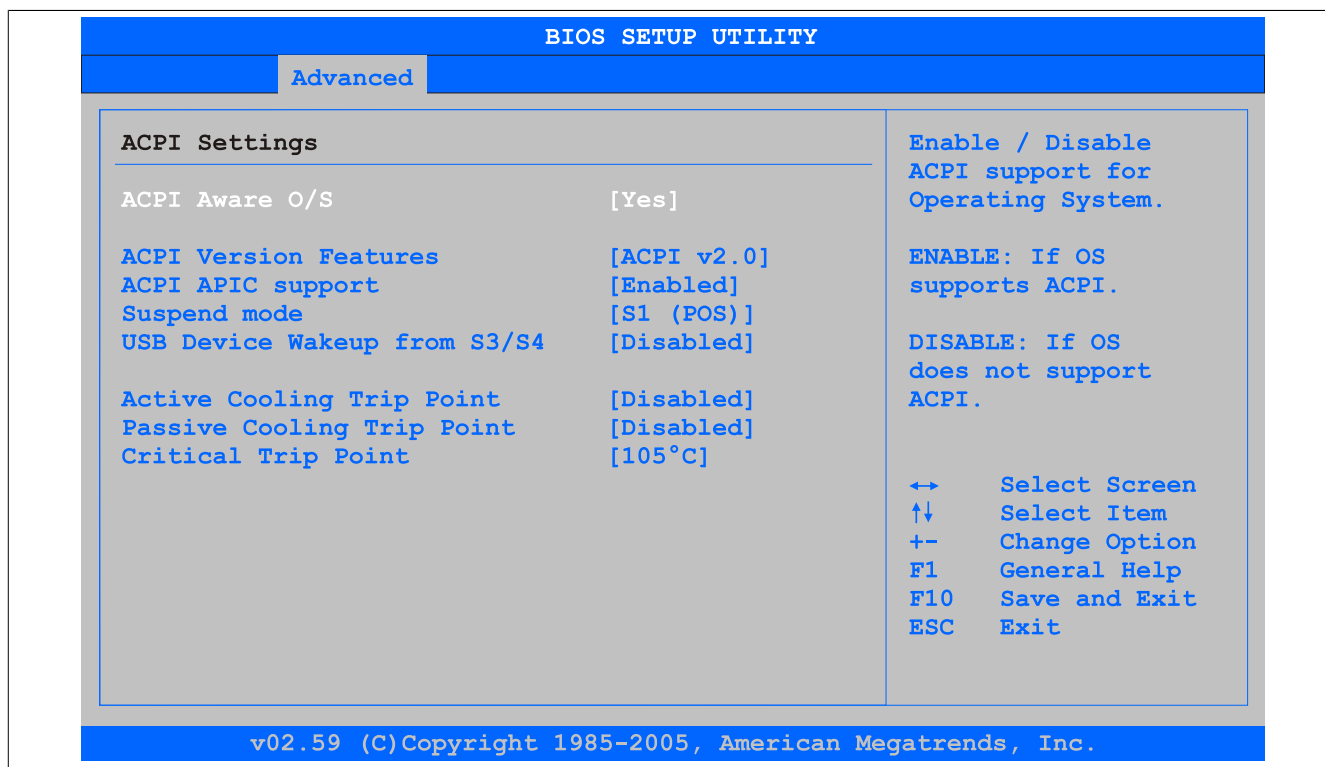 BIOS SETUP UTILITY
Advanced
ACPI Settings
ACPI Aware O/S [Yes]
ACPI Version Features [ACPI v2.0]
ACPI APIC support [Enabled]
Suspend mode [S1 (POS)]
USB Device Wakeup from S3/S4 [Disabled]
Active Cooling Trip Point [Disabled]
Passive Cooling Trip Point [Disabled]
Critical Trip Point [105°C]
Enable / Disable
ACPI support for
Operating System.
ENABLE: If OS
supports ACPI.
DISABLE: If OS
does not support
ACPI.
↔ Select Screen
↑↓ Select Item
+- Change Option
F1 General Help
F10 Save and Exit
ESC Exit
v02.59 (C)Copyright 1985-2005, American Megatrends, Inc.